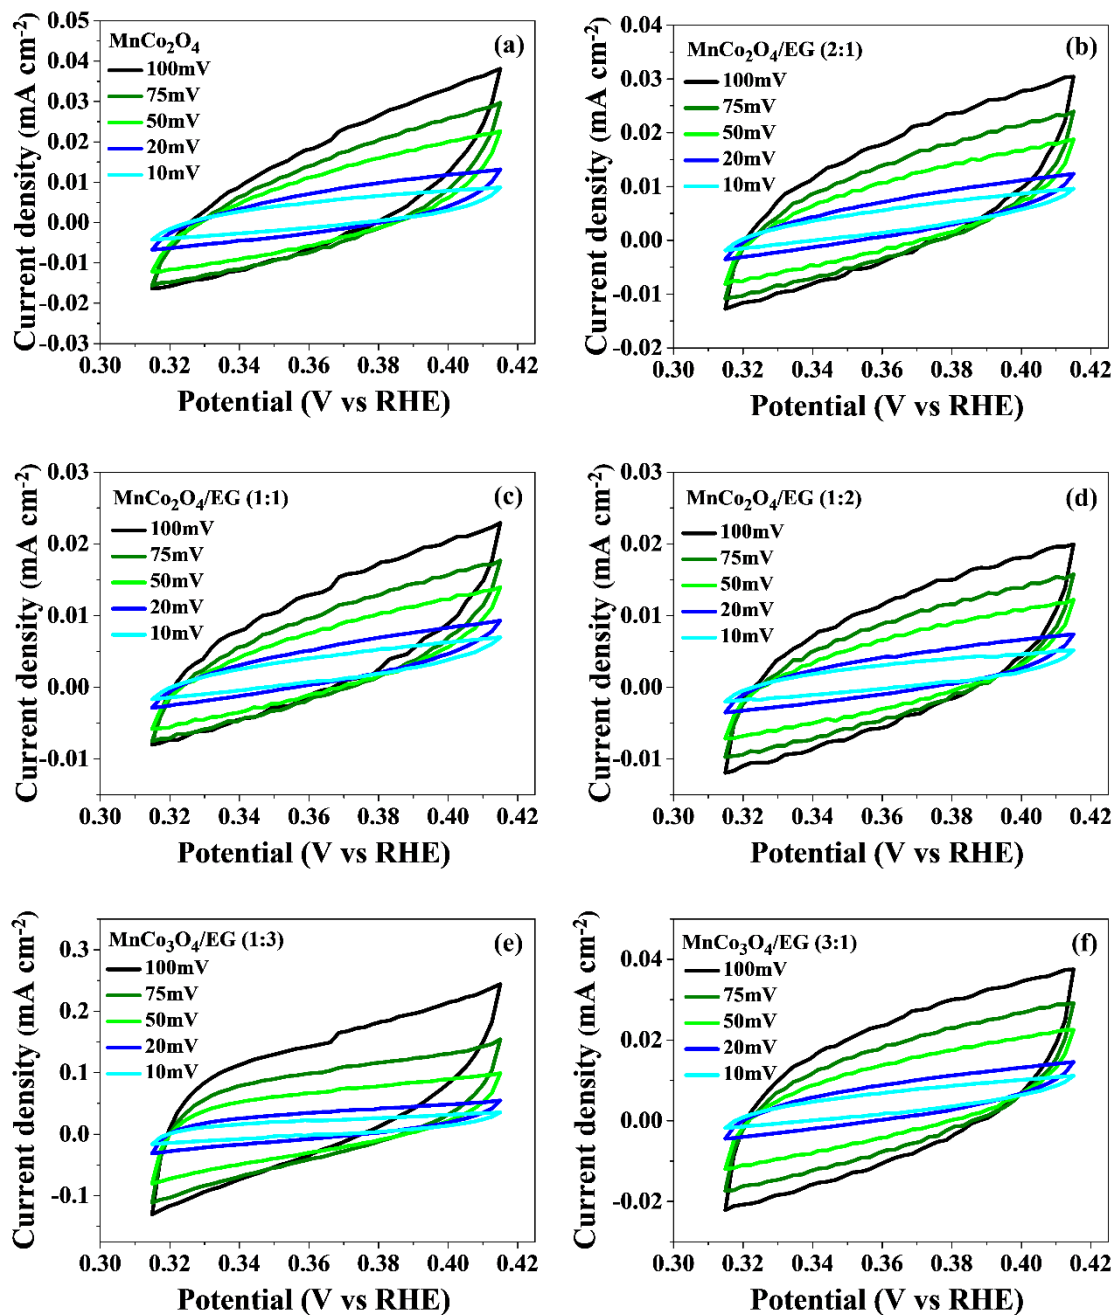 (a)
MnCo₂O₄
100mV
75mV
50mV
20mV
10mV
0.05
0.04
0.03
0.02
0.01
0.00
-0.01
-0.02
-0.03
0.30 0.32 0.34 0.36 0.38 0.40 0.42
Current density (mA cm⁻²)
Potential (V vs RHE)
(b)
MnCo₂O₄/EG (2:1)
100mV
75mV
50mV
20mV
10mV
0.04
0.03
0.02
0.01
0.00
-0.01
-0.02
0.30 0.32 0.34 0.36 0.38 0.40 0.42
Current density (mA cm⁻²)
Potential (V vs RHE)
(c)
MnCo₂O₄/EG (1:1)
100mV
75mV
50mV
20mV
10mV
0.03
0.02
0.01
0.00
-0.01
0.30 0.32 0.34 0.36 0.38 0.40 0.42
Current density (mA cm⁻²)
Potential (V vs RHE)
(d)
MnCo₂O₄/EG (1:2)
100mV
75mV
50mV
20mV
10mV
0.03
0.02
0.01
0.00
-0.01
0.30 0.32 0.34 0.36 0.38 0.40 0.42
Current density (mA cm⁻²)
Potential (V vs RHE)
(e)
MnCo₃O₄/EG (1:3)
100mV
75mV
50mV
20mV
10mV
0.3
0.2
0.1
0.0
-0.1
0.30 0.32 0.34 0.36 0.38 0.40 0.42
Current density (mA cm⁻²)
Potential (V vs RHE)
(f)
MnCo₃O₄/EG (3:1)
100mV
75mV
50mV
20mV
10mV
0.04
0.02
0.00
-0.02
0.30 0.32 0.34 0.36 0.38 0.40 0.42
Current density (mA cm⁻²)
Potential (V vs RHE)